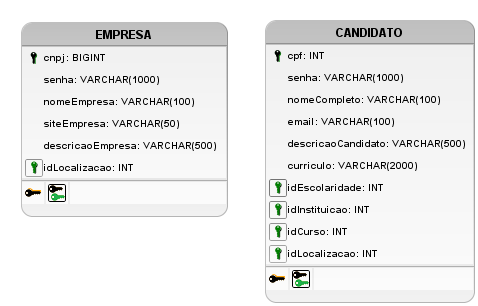 EMPRESA
cnpj: BIGINT
senha: VARCHAR(1000)
nomeEmpresa: VARCHAR(100)
siteEmpresa: VARCHAR(50)
descricaoEmpresa: VARCHAR(500)
idLocalizacao: INT
CANDIDATO
cpf: INT
senha: VARCHAR(1000)
nomeCompleto: VARCHAR(100)
email: VARCHAR(100)
descricaoCandidato: VARCHAR(500)
curriculo: VARCHAR(2000)
idEscolaridade: INT
idInstituicao: INT
idCurso: INT
idLocalizacao: INT